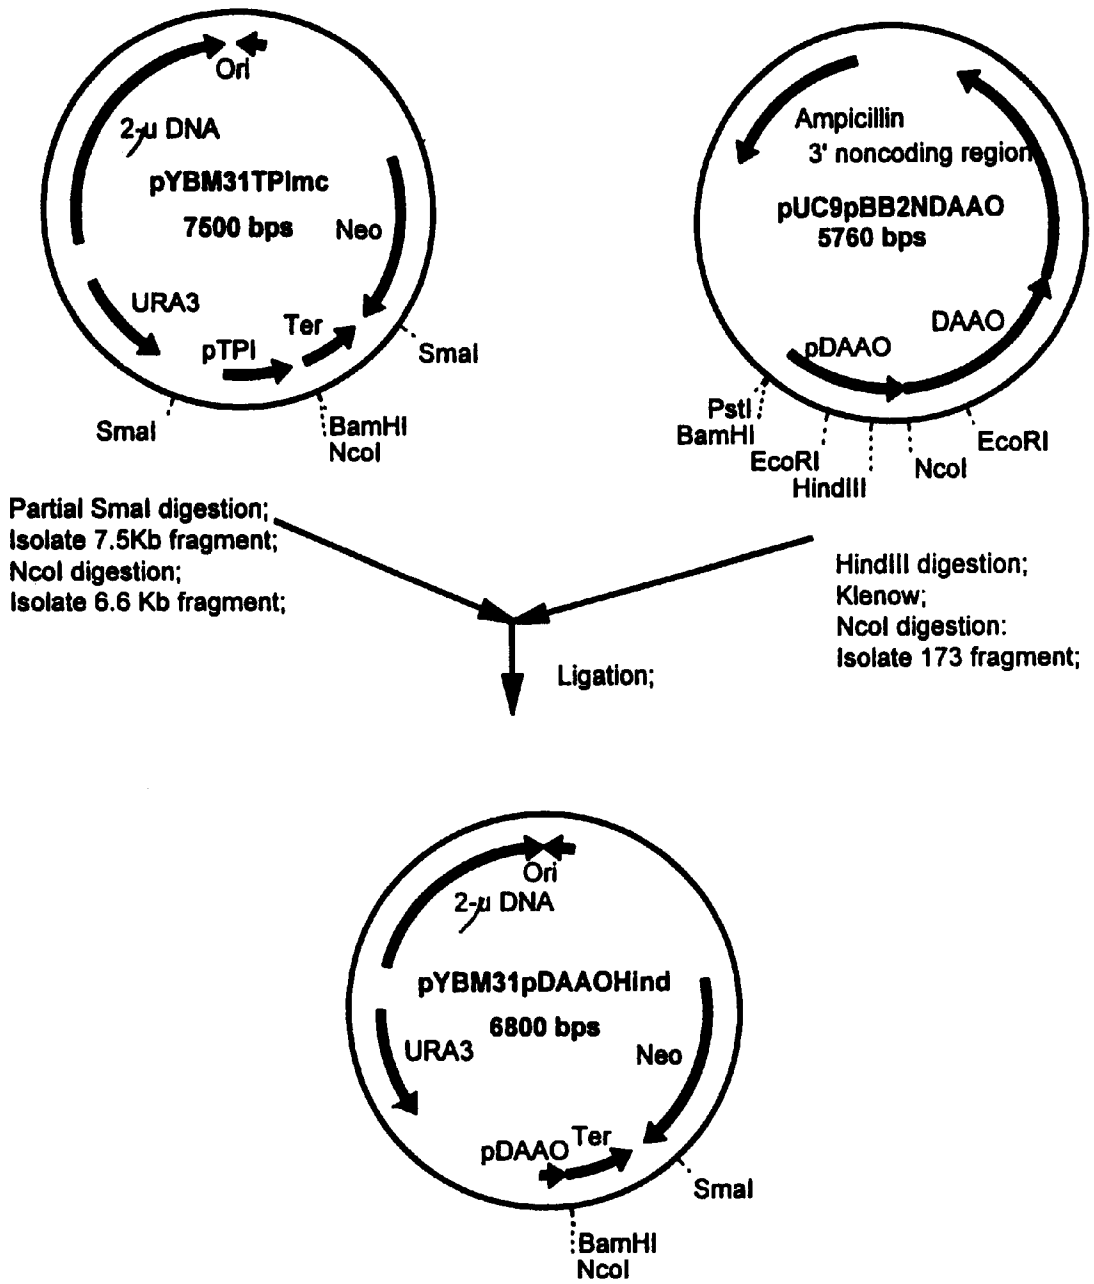 Ori
2-μ DNA
pYBM31TPImc
7500 bps
Neo
URA3
Ter
pTPI
SmaI
SmaI
BamHI
NcoI
Ampicillin
3' noncoding region
pUC9pBB2NDAAO
5760 bps
DAAO
pDAAO
PstI
BamHI
EcoRI
HindIII
NcoI
EcoRI
Partial SmaI digestion;
Isolate 7.5Kb fragment;
NcoI digestion;
Isolate 6.6 Kb fragment;
HindIII digestion;
Klenow;
NcoI digestion:
Isolate 173 fragment;
Ligation;
Ori
2-μ DNA
pYBM31pDAAOHind
6800 bps
URA3
Neo
pDAAO
Ter
SmaI
BamHI
NcoI